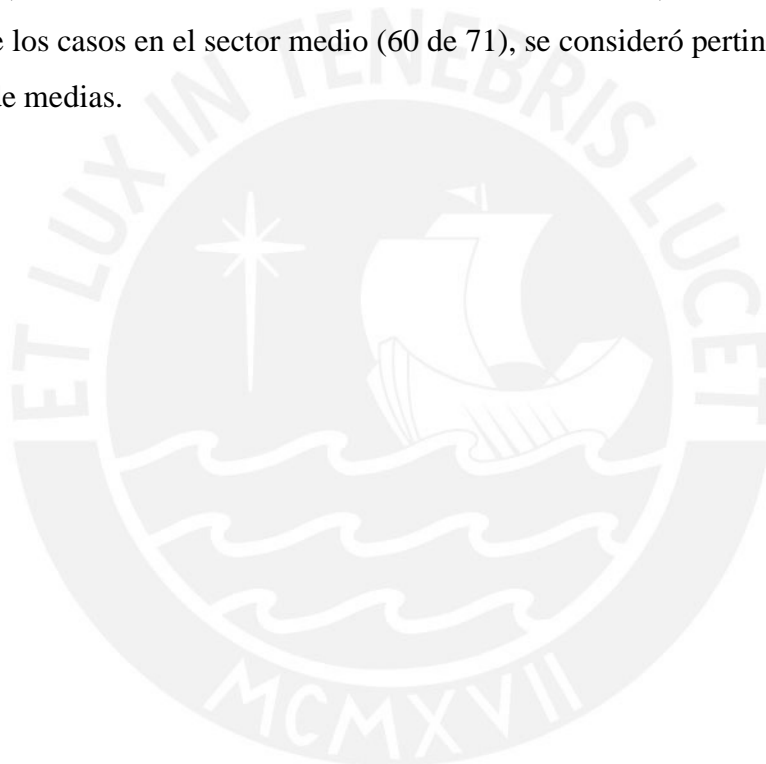 e los casos en el sector medio (60 de 71), se consideró pertin
e medias.
ET LUX IN TENEBRIS LUCET
MCMXVII